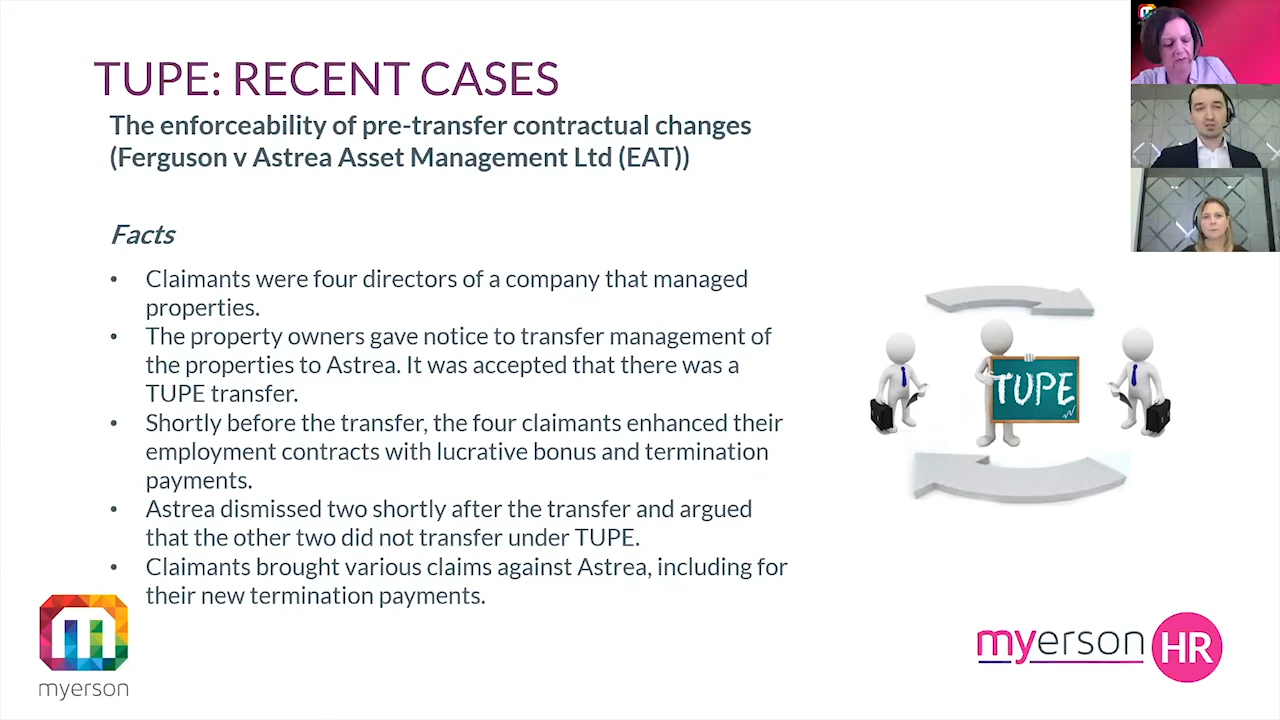 TUPE: RECENT CASES
The enforceability of pre-transfer contractual changes
(Ferguson v Astrea Asset Management Ltd (EAT))
Facts
• Claimants were four directors of a company that managed
properties.
• The property owners gave notice to transfer management of
the properties to Astrea. It was accepted that there was a
TUPE transfer.
• Shortly before the transfer, the four claimants enhanced their
employment contracts with lucrative bonus and termination
payments.
• Astrea dismissed two shortly after the transfer and argued
that the other two did not transfer under TUPE.
• Claimants brought various claims against Astrea, including for
their new termination payments.
TUPE
myerson
myerson HR